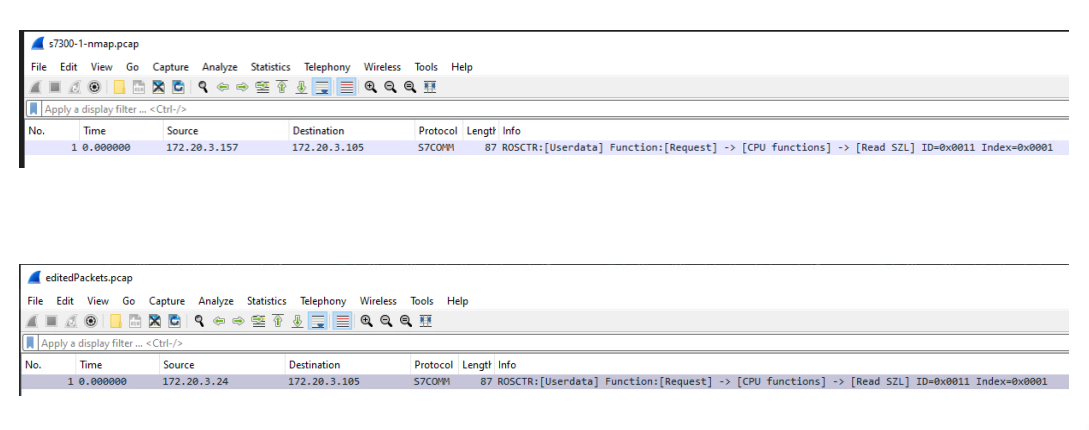 s7300-1-nmap.pcap
File Edit View Go Capture Analyze Statistics Telephony Wireless Tools Help
Apply a display filter ... <Ctrl-/>
No. Time Source Destination Protocol Length Info
1 0.000000 172.20.3.157 172.20.3.105 S7COMM 87 ROSCTR:[Userdata] Function:[Request] -> [CPU functions] -> [Read SZL] ID=0x0011 Index=0x0001
editedPackets.pcap
File Edit View Go Capture Analyze Statistics Telephony Wireless Tools Help
Apply a display filter ... <Ctrl-/>
No. Time Source Destination Protocol Length Info
1 0.000000 172.20.3.24 172.20.3.105 S7COMM 87 ROSCTR:[Userdata] Function:[Request] -> [CPU functions] -> [Read SZL] ID=0x0011 Index=0x0001